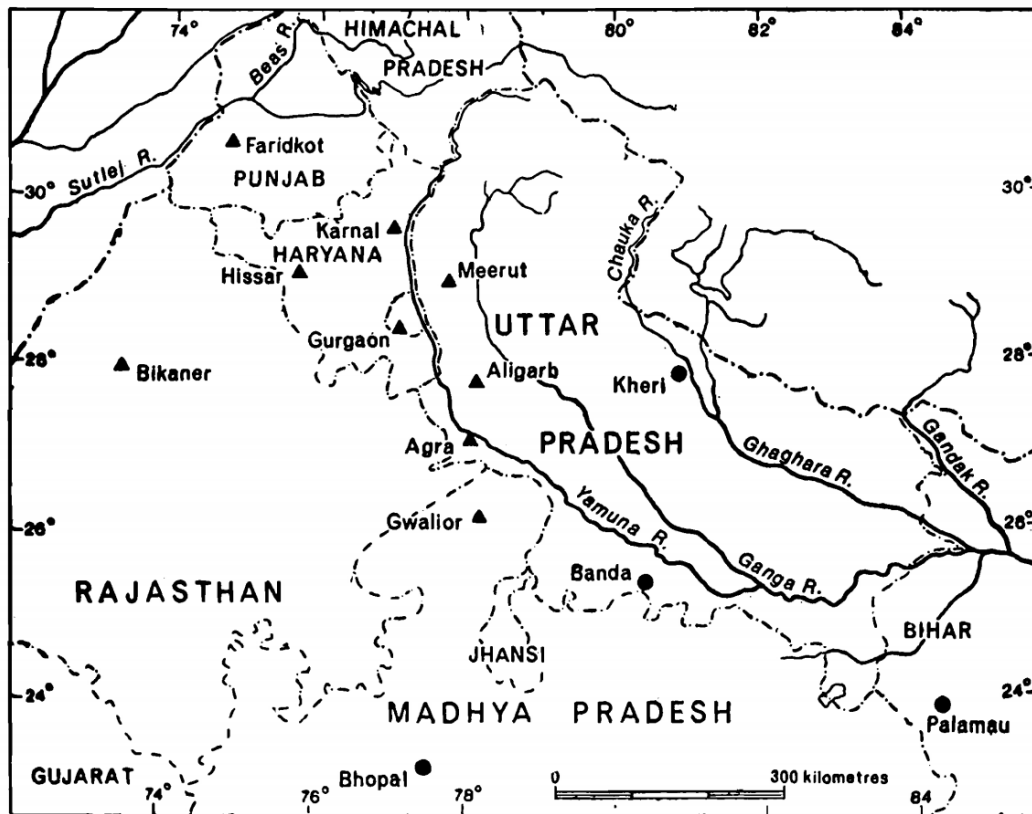 74°
80°
82°
84°
HIMACHAL
PRADESH
Beas R.
Faridkot
PUNJAB
Sutlej R.
30°
30°
Karnal
HARYANA
Hissar
Meerut
Chauka R.
UTTAR
Gurgaon
28°
28°
Bikaner
Aligarb
Kheri
PRADESH
Agra
Ghaghara R.
Gandak R.
Gwalior
Yamuna R.
26°
26°
Banda
Ganga R.
RAJASTHAN
JHANSI
BIHAR
24°
24°
MADHYA PRADESH
Palamau
GUJARAT
Bhopal
0
300 kilometres
74°
76°
78°
84